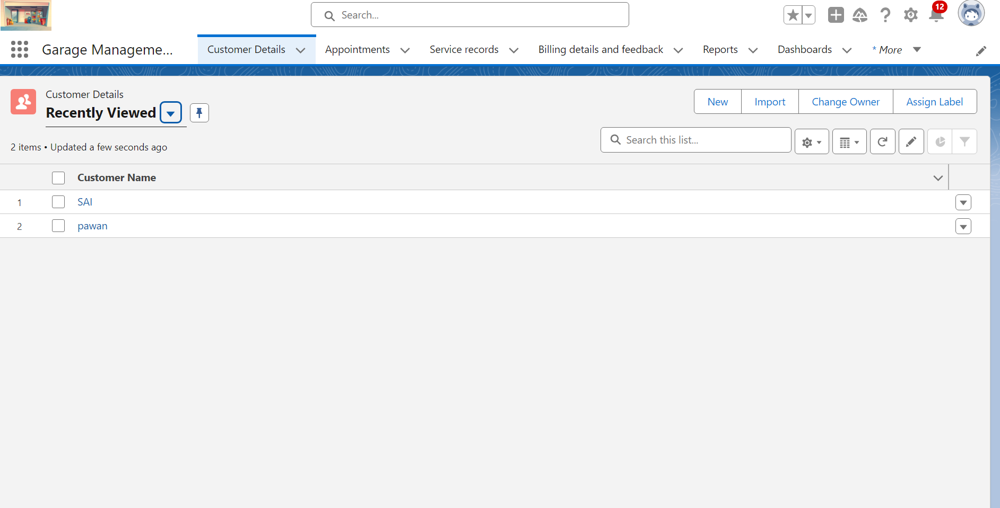 Search...
12
Garage Manageme...
Customer Details
Appointments
Service records
Billing details and feedback
Reports
Dashboards
* More
Customer Details
Recently Viewed
New
Import
Change Owner
Assign Label
2 items • Updated a few seconds ago
Search this list...
Customer Name
1 SAI
2 pawan